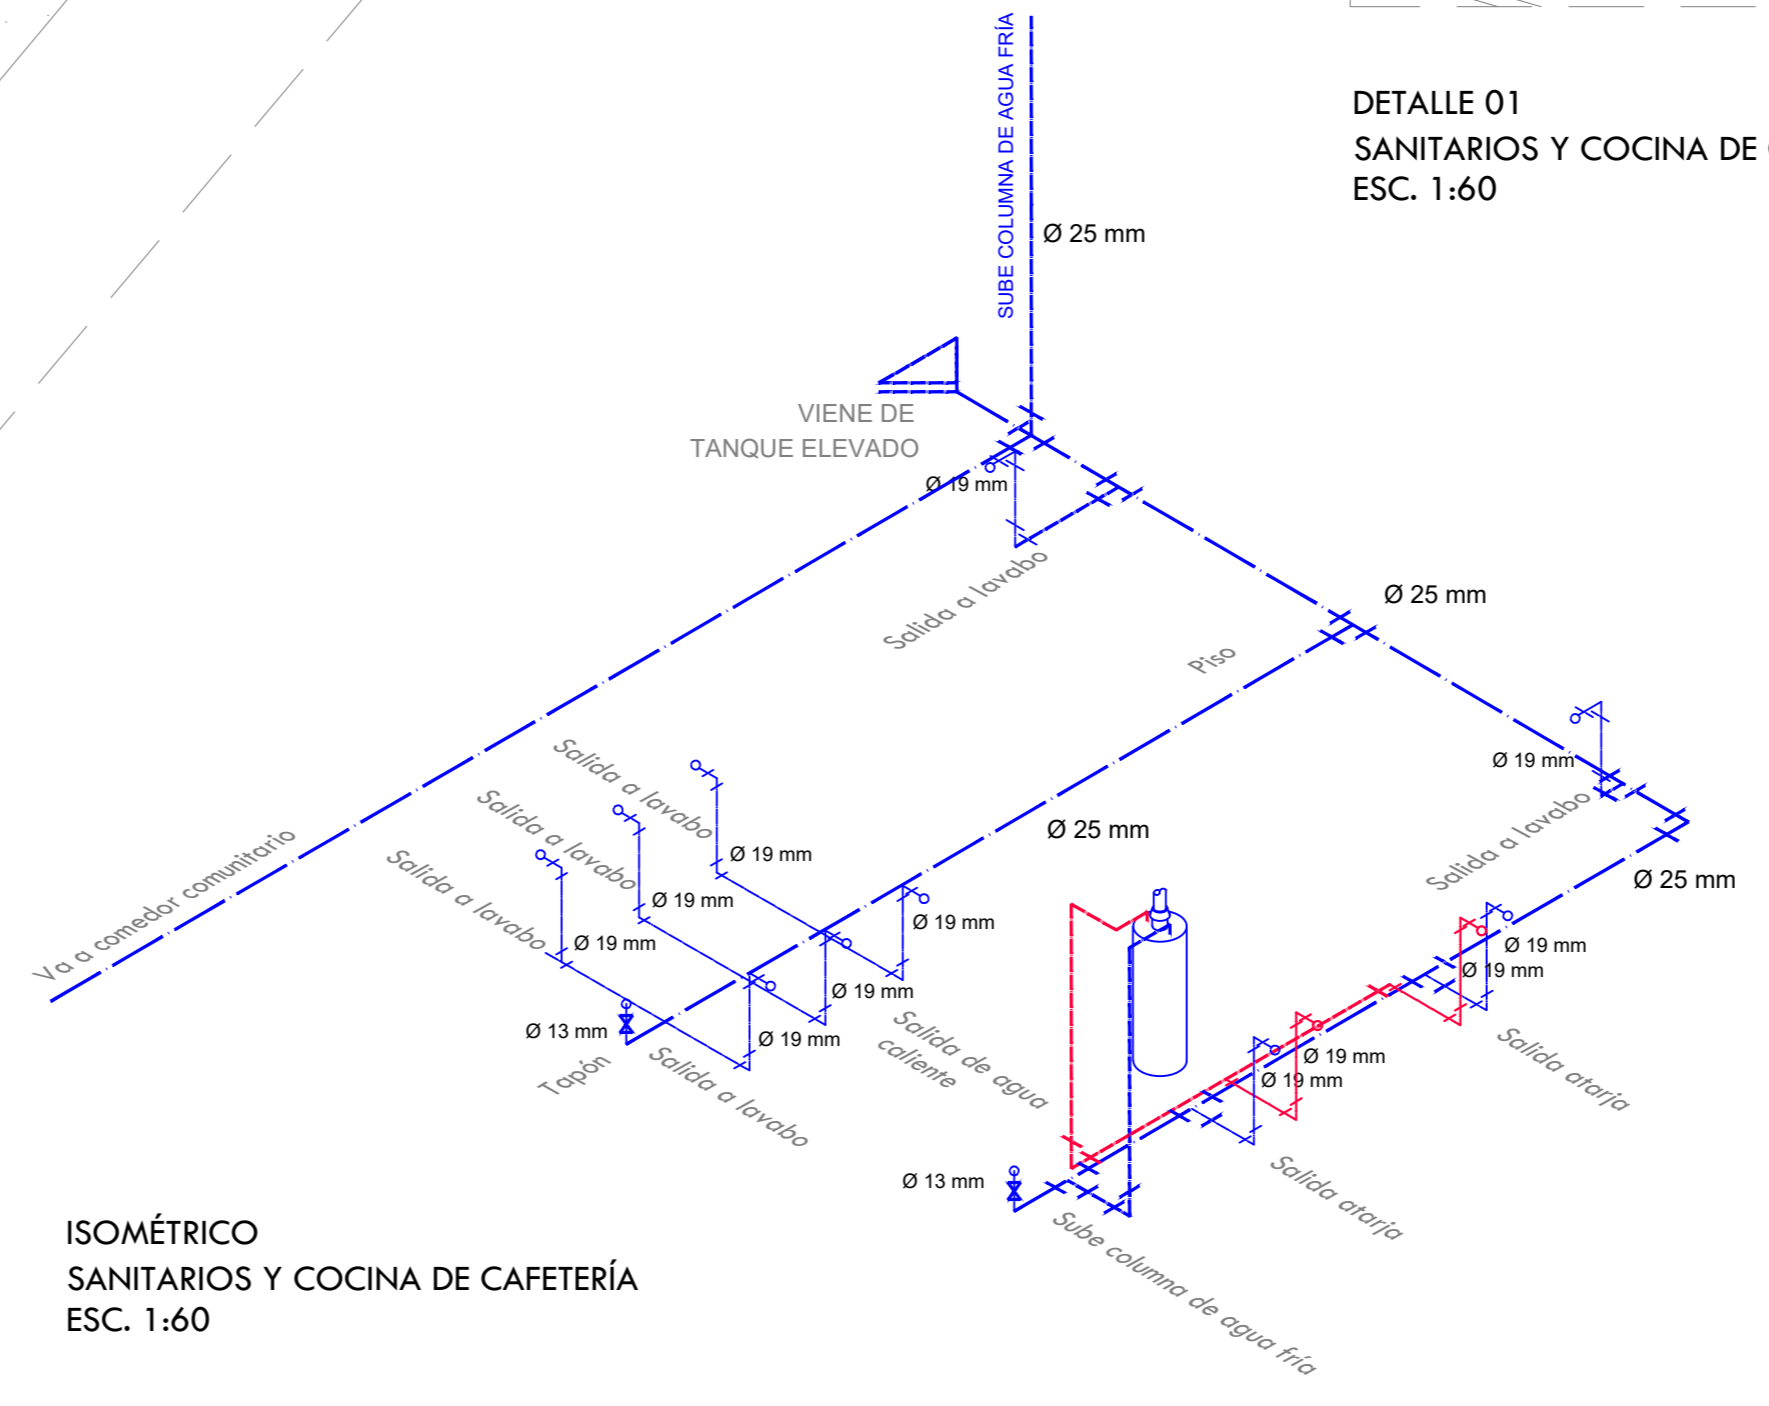 SUBE COLUMNA DE AGUA FRÍA
Ø 25 mm
DETALLE 01
SANITARIOS Y COCINA DE
ESC. 1:60
VIENE DE
TANQUE ELEVADO
Ø 19 mm
Salida a lavabo
Ø 25 mm
Piso
Ø 19 mm
Salida a lavabo
Ø 25 mm
Va a comedor comunitario
Salida a lavabo
Salida a lavabo
Salida a lavabo
Ø 19 mm
Ø 19 mm
Ø 19 mm
Ø 25 mm
Ø 19 mm
Ø 19 mm
Ø 19 mm
Ø 13 mm
Tapón
Salida a lavabo
Salida de agua
caliente
Ø 19 mm
Ø 19 mm
Salida atarja
Ø 19 mm
Ø 19 mm
Salida atarja
Ø 13 mm
Sube columna de agua fría
ISOMÉTRICO
SANITARIOS Y COCINA DE CAFETERÍA
ESC. 1:60